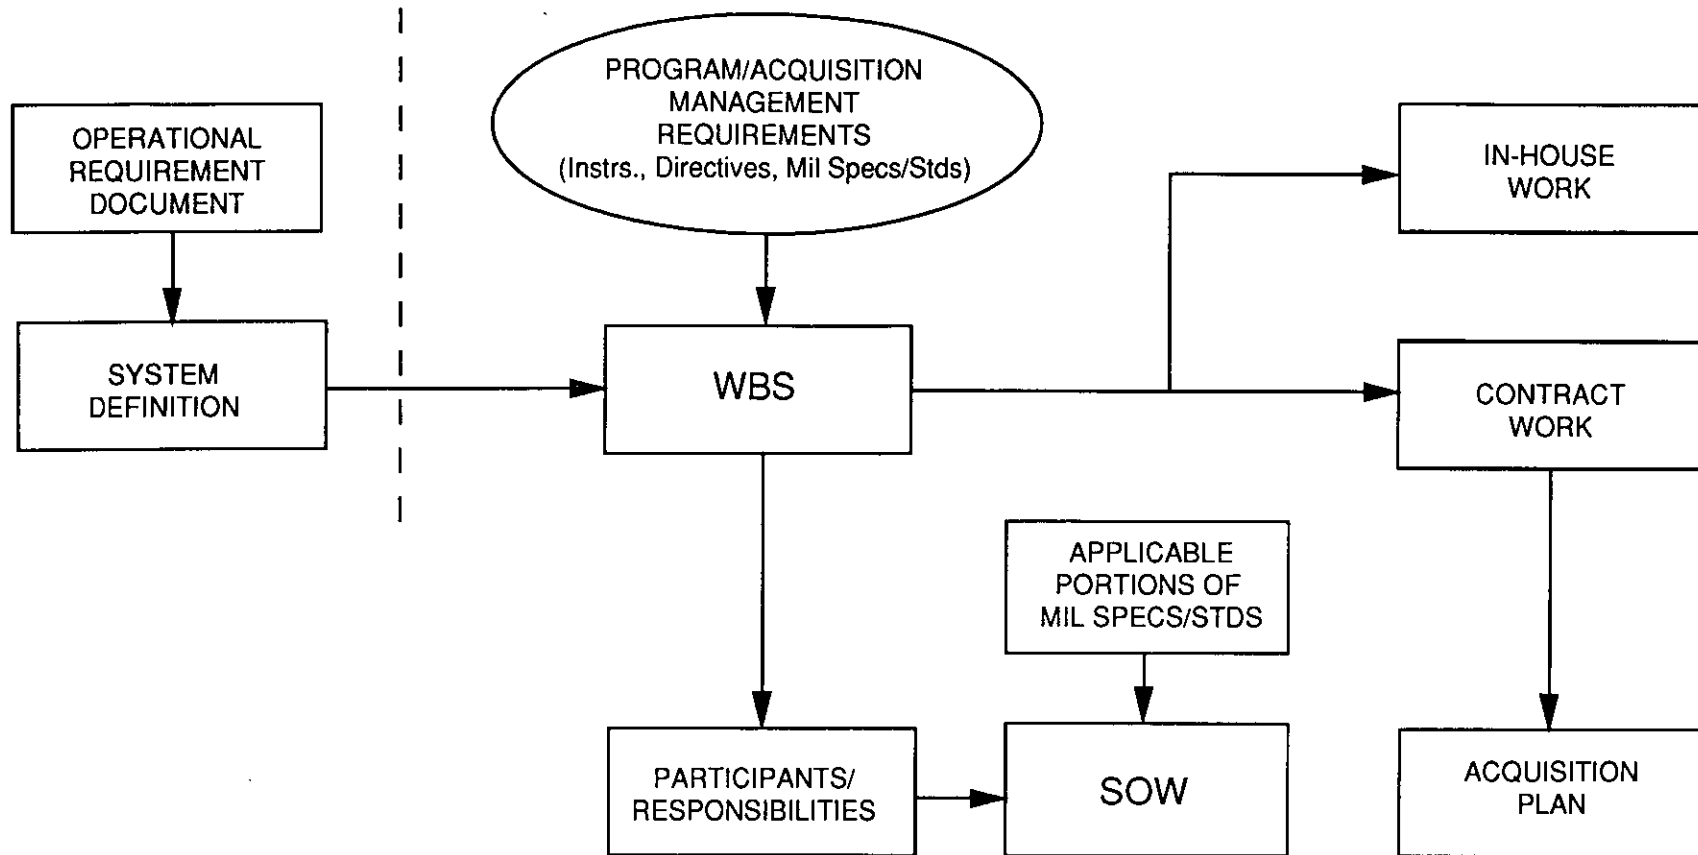 OPERATIONAL
REQUIREMENT
DOCUMENT
PROGRAM/ACQUISITION
MANAGEMENT
REQUIREMENTS
(Instrs., Directives, Mil Specs/Stds)
IN-HOUSE
WORK
SYSTEM
DEFINITION
WBS
CONTRACT
WORK
APPLICABLE
PORTIONS OF
MIL SPECS/STDS
PARTICIPANTS/
RESPONSIBILITIES
SOW
ACQUISITION
PLAN